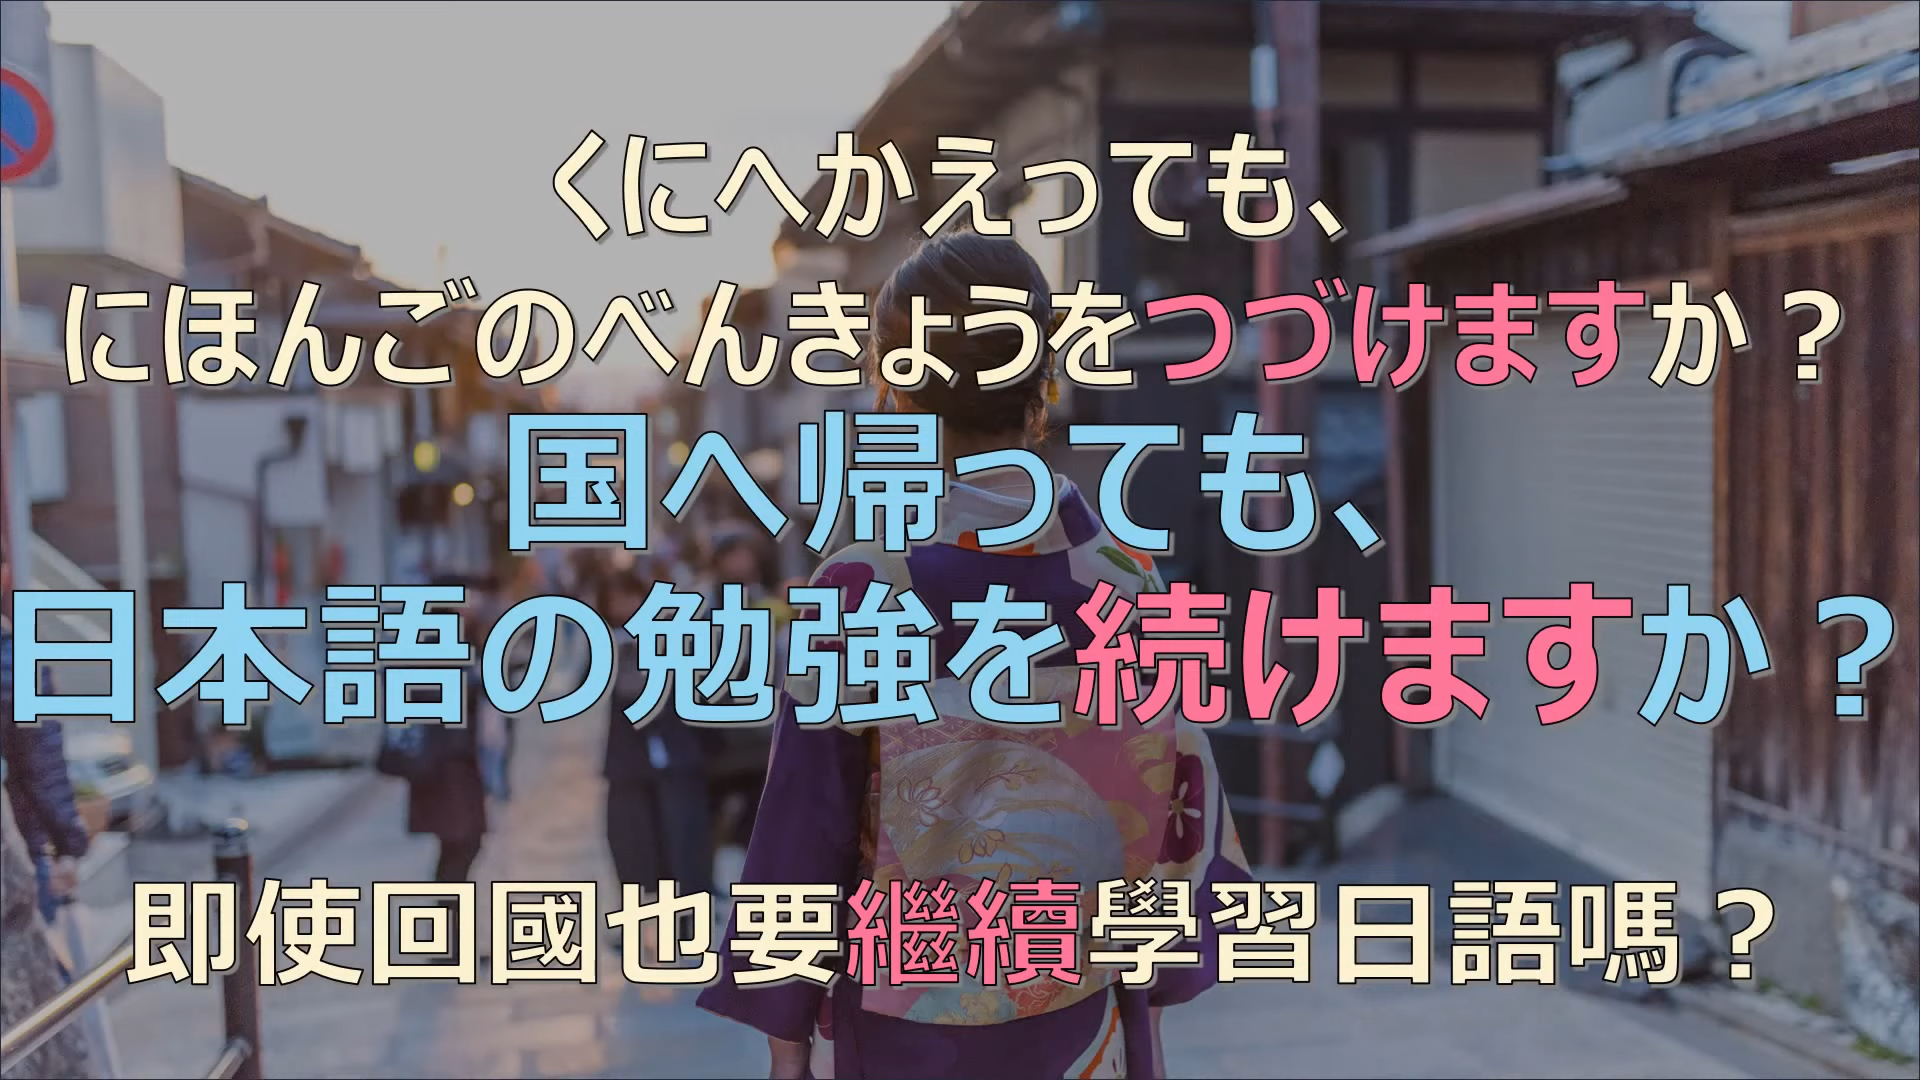 くにへかえっても、
にほんごのべんきょうをつづけますか？
国へ帰っても、
日本語の勉強を続けますか？
即使回國也要繼續學習日語嗎？